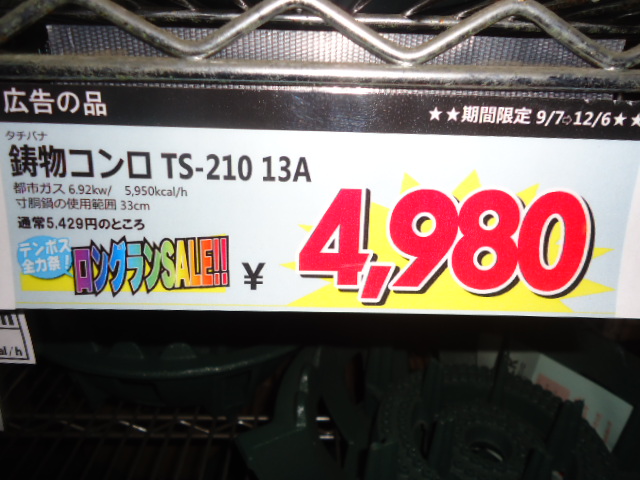 広告の品
★★期間限定 9/7⇨12/6★★
タチバナ
鋳物コンロ TS-210 13A
都市ガス 6.92kw/ 5,950kcal/h
寸胴鍋の使用範囲 33cm
通常5,429円のところ
テンポス
全力祭!
ロングランSALE!!
¥ 4,980
al/h